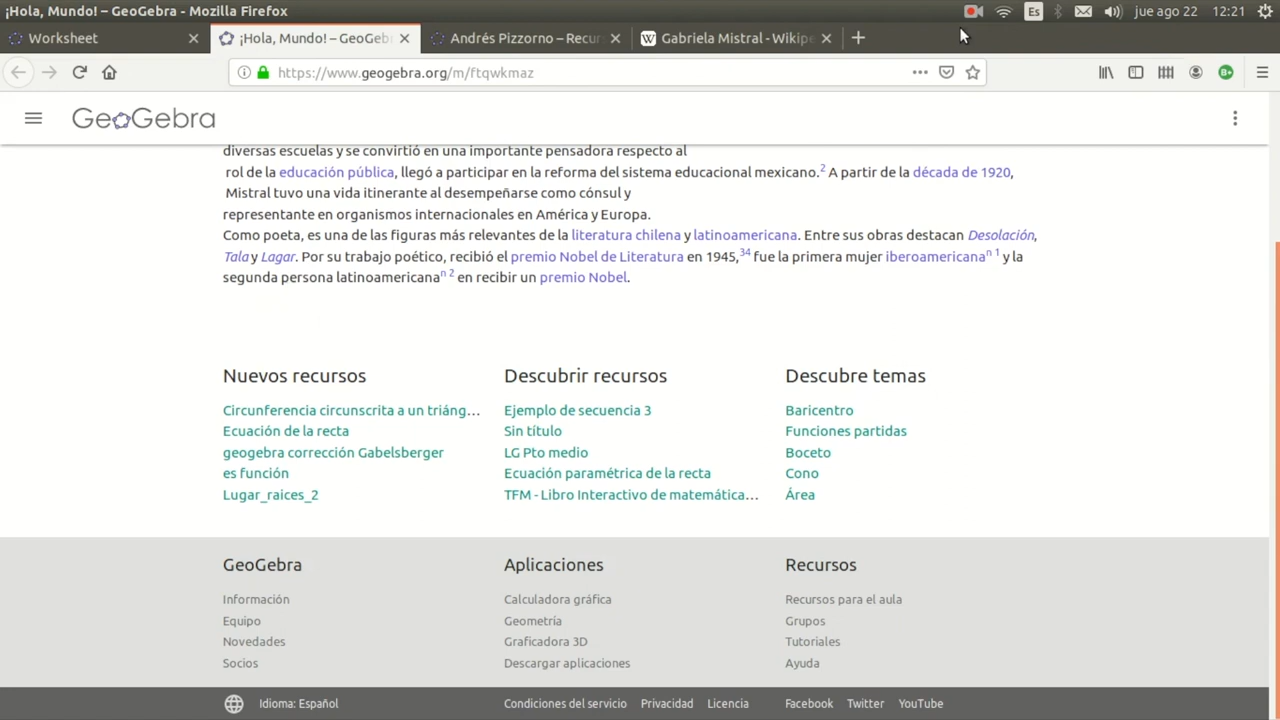 ¡Hola, Mundo! – GeoGebra - Mozilla Firefox
Es
jue ago 22
12:21
Worksheet
¡Hola, Mundo! – GeoGeb
Andrés Pizzorno – Recur
W Gabriela Mistral - Wikipe
https://www.geogebra.org/m/ftqwkmaz
B+
GeoGebra
diversas escuelas y se convirtió en una importante pensadora respecto al
rol de la educación pública, llegó a participar en la reforma del sistema educacional mexicano.2 A partir de la década de 1920,
Mistral tuvo una vida itinerante al desempeñarse como cónsul y
representante en organismos internacionales en América y Europa.
Como poeta, es una de las figuras más relevantes de la literatura chilena y latinoamericana. Entre sus obras destacan Desolación,
Tala y Lagar. Por su trabajo poético, recibió el premio Nobel de Literatura en 1945,34 fue la primera mujer iberoamericanan 1 y la
segunda persona latinoamericanan 2 en recibir un premio Nobel.
Nuevos recursos
Circunferencia circunscrita a un triáng...
Ecuación de la recta
geogebra corrección Gabelsberger
es función
Lugar_raices_2
Descubrir recursos
Ejemplo de secuencia 3
Sin título
LG Pto medio
Ecuación paramétrica de la recta
TFM - Libro Interactivo de matemática...
Descubre temas
Baricentro
Funciones partidas
Boceto
Cono
Área
GeoGebra
Información
Equipo
Novedades
Socios
Aplicaciones
Calculadora gráfica
Geometría
Graficadora 3D
Descargar aplicaciones
Recursos
Recursos para el aula
Grupos
Tutoriales
Ayuda
Idioma: Español
Condiciones del servicio Privacidad Licencia
Facebook Twitter YouTube